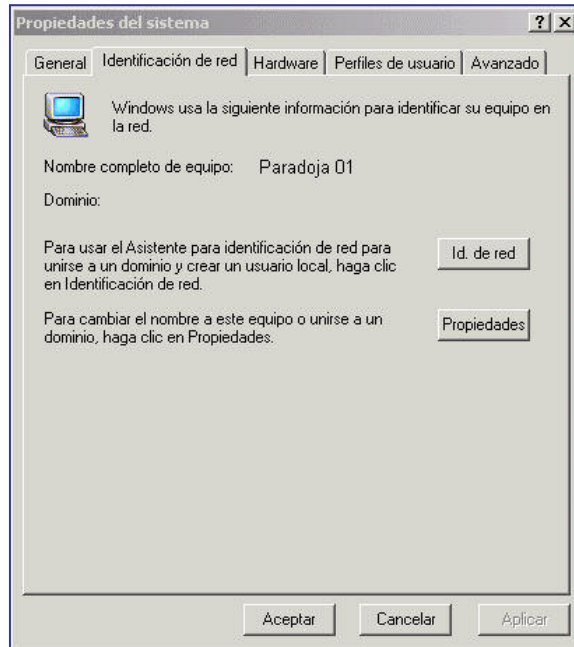 Propiedades del sistema
General Identificación de red Hardware Perfiles de usuario Avanzado
Windows usa la siguiente información para identificar su equipo en
la red.
Nombre completo de equipo: Paradoja 01
Dominio:
Para usar el Asistente para identificación de red para
unirse a un dominio y crear un usuario local, haga clic
en Identificación de red.
Id. de red
Para cambiar el nombre a este equipo o unirse a un
dominio, haga clic en Propiedades.
Propiedades
Aceptar Cancelar Aplicar